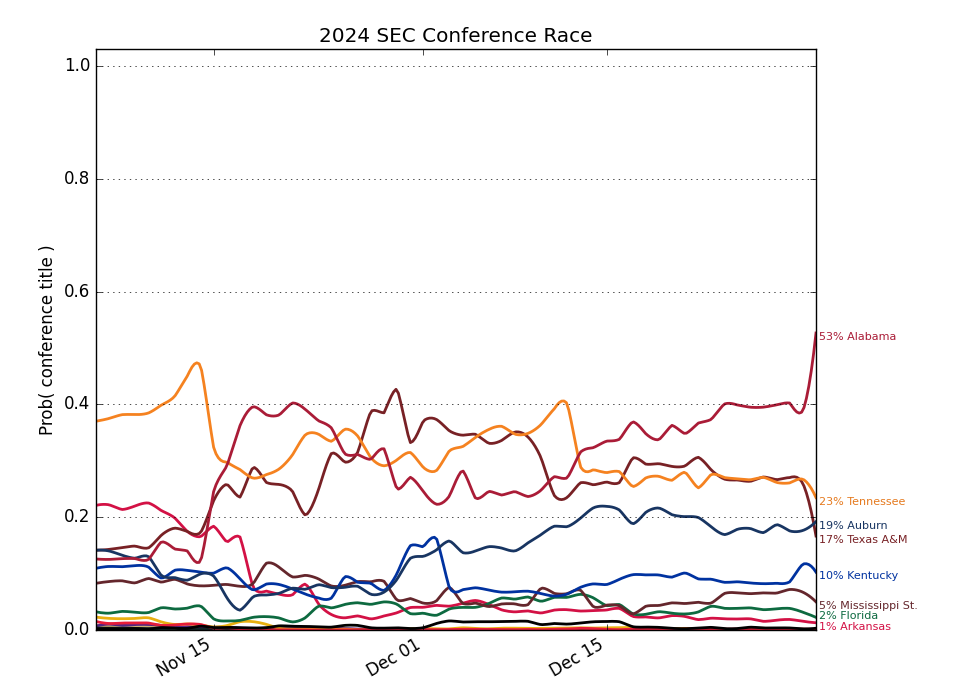 2024 SEC Conference Race
Prob( conference title )
1.0
0.8
0.6
0.4
0.2
0.0
Nov 15
Dec 01
Dec 15
53% Alabama
23% Tennessee
19% Auburn
17% Texas A&M
10% Kentucky
5% Mississippi St.
2% Florida
1% Arkansas